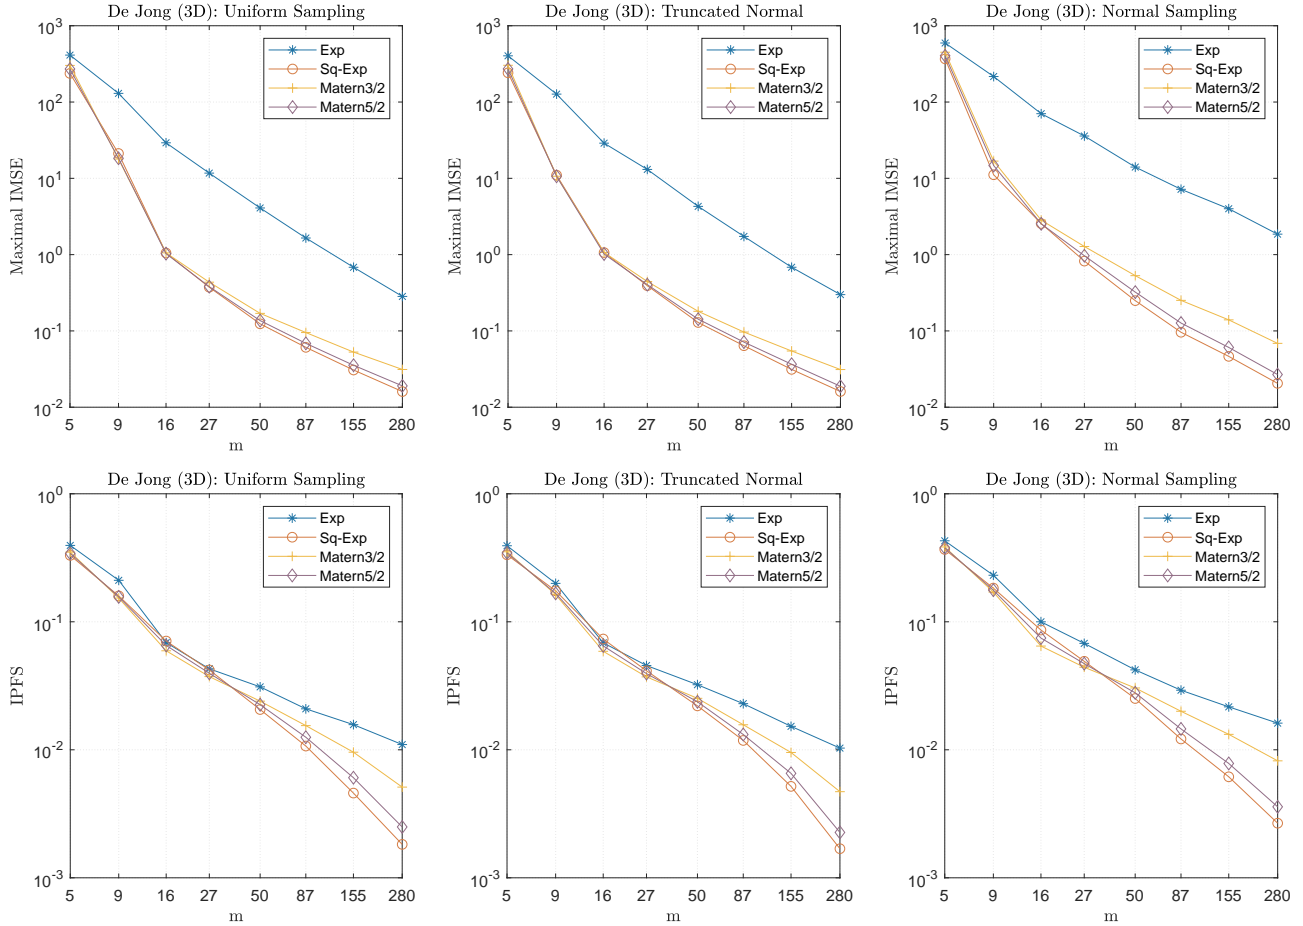 De Jong (3D): Uniform Sampling
10^3
10^2
10^1
10^0
10^-1
10^-2
Maximal IMSE
5 9 16 27 50 87 155 280
m
Exp
Sq-Exp
Matern3/2
Matern5/2
De Jong (3D): Truncated Normal
10^3
10^2
10^1
10^0
10^-1
10^-2
Maximal IMSE
5 9 16 27 50 87 155 280
m
Exp
Sq-Exp
Matern3/2
Matern5/2
De Jong (3D): Normal Sampling
10^3
10^2
10^1
10^0
10^-1
10^-2
Maximal IMSE
5 9 16 27 50 87 155 280
m
Exp
Sq-Exp
Matern3/2
Matern5/2
De Jong (3D): Uniform Sampling
10^0
10^-1
10^-2
10^-3
IPFS
5 9 16 27 50 87 155 280
m
Exp
Sq-Exp
Matern3/2
Matern5/2
De Jong (3D): Truncated Normal
10^0
10^-1
10^-2
10^-3
IPFS
5 9 16 27 50 87 155 280
m
Exp
Sq-Exp
Matern3/2
Matern5/2
De Jong (3D): Normal Sampling
10^0
10^-1
10^-2
10^-3
IPFS
5 9 16 27 50 87 155 280
m
Exp
Sq-Exp
Matern3/2
Matern5/2